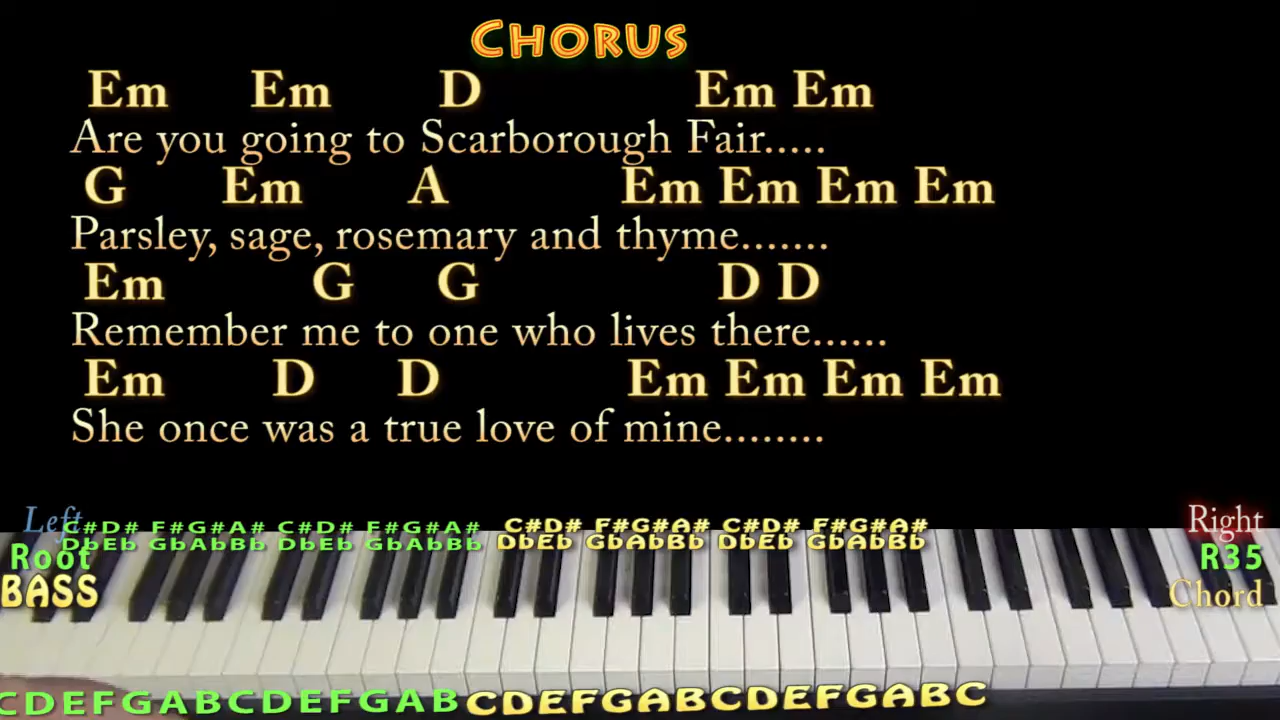 CHORUS
Em Em D Em Em
Are you going to Scarborough Fair.....
G Em A Em Em Em Em
Parsley, sage, rosemary and thyme.......
Em G G D D
Remember me to one who lives there......
Em D D Em Em Em Em
She once was a true love of mine........
Left
Root
BASS
C#D# F#G#A# C#D# F#G#A# C#D# F#G#A# C#D# F#G#A#
DbEb GbAbBb DbEb GbAbBb DbEb GbAbBb DbEb GbAbBb
Right
R35
Chord
CDEFGABCDEFGAB CDEFGABCDEFGABC